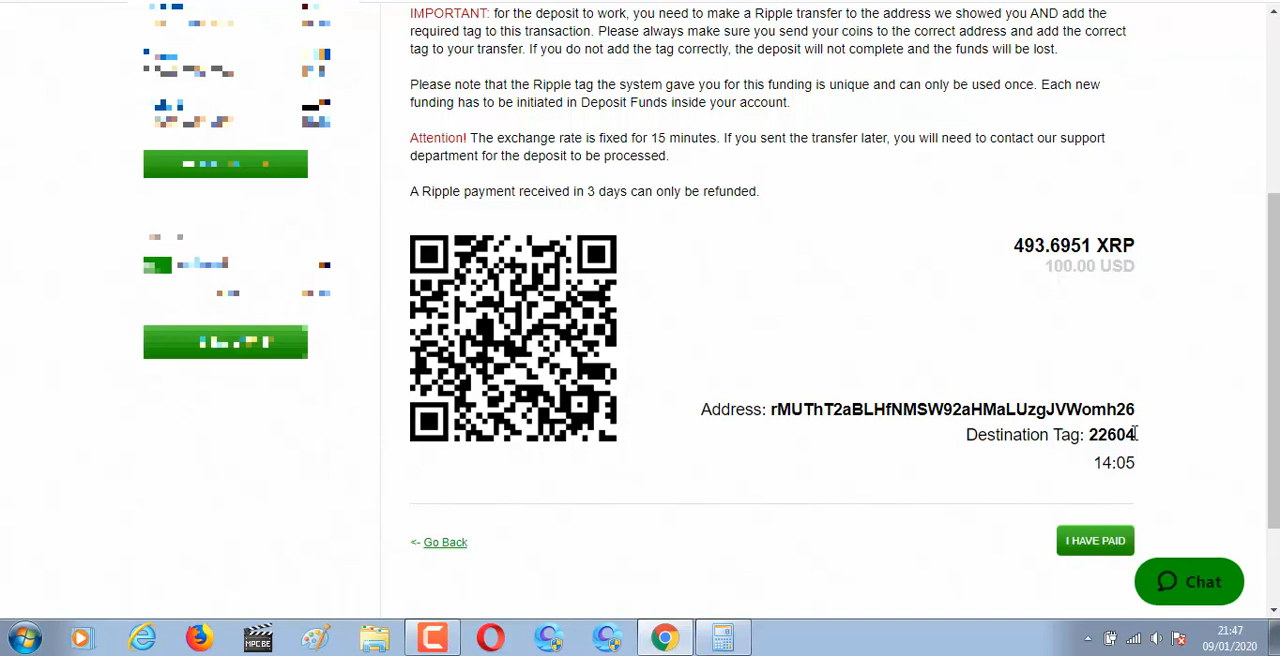 IMPORTANT: for the deposit to work, you need to make a Ripple transfer to the address we showed you AND add the
required tag to this transaction. Please always make sure you send your coins to the correct address and add the correct
tag to your transfer. If you do not add the tag correctly, the deposit will not complete and the funds will be lost.
Please note that the Ripple tag the system gave you for this funding is unique and can only be used once. Each new
funding has to be initiated in Deposit Funds inside your account.
Attention! The exchange rate is fixed for 15 minutes. If you sent the transfer later, you will need to contact our support
department for the deposit to be processed.
A Ripple payment received in 3 days can only be refunded.
493.6951 XRP
100.00 USD
Address: rMUThT2aBLHfNMSW92aHMaLUzgJVWomh26
Destination Tag: 22604
14:05
<- Go Back
I HAVE PAID
Chat
MPC BE
21:47
09/01/2020